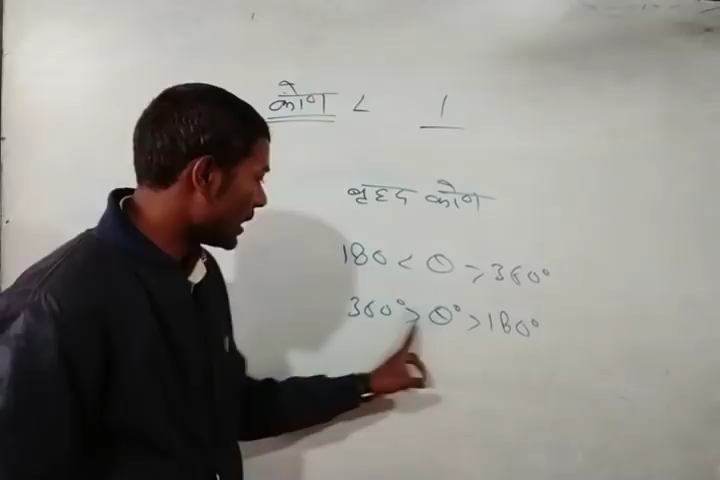 कोण <
बृहद कोण
180 < θ > 360°
360° > θ° > 180°